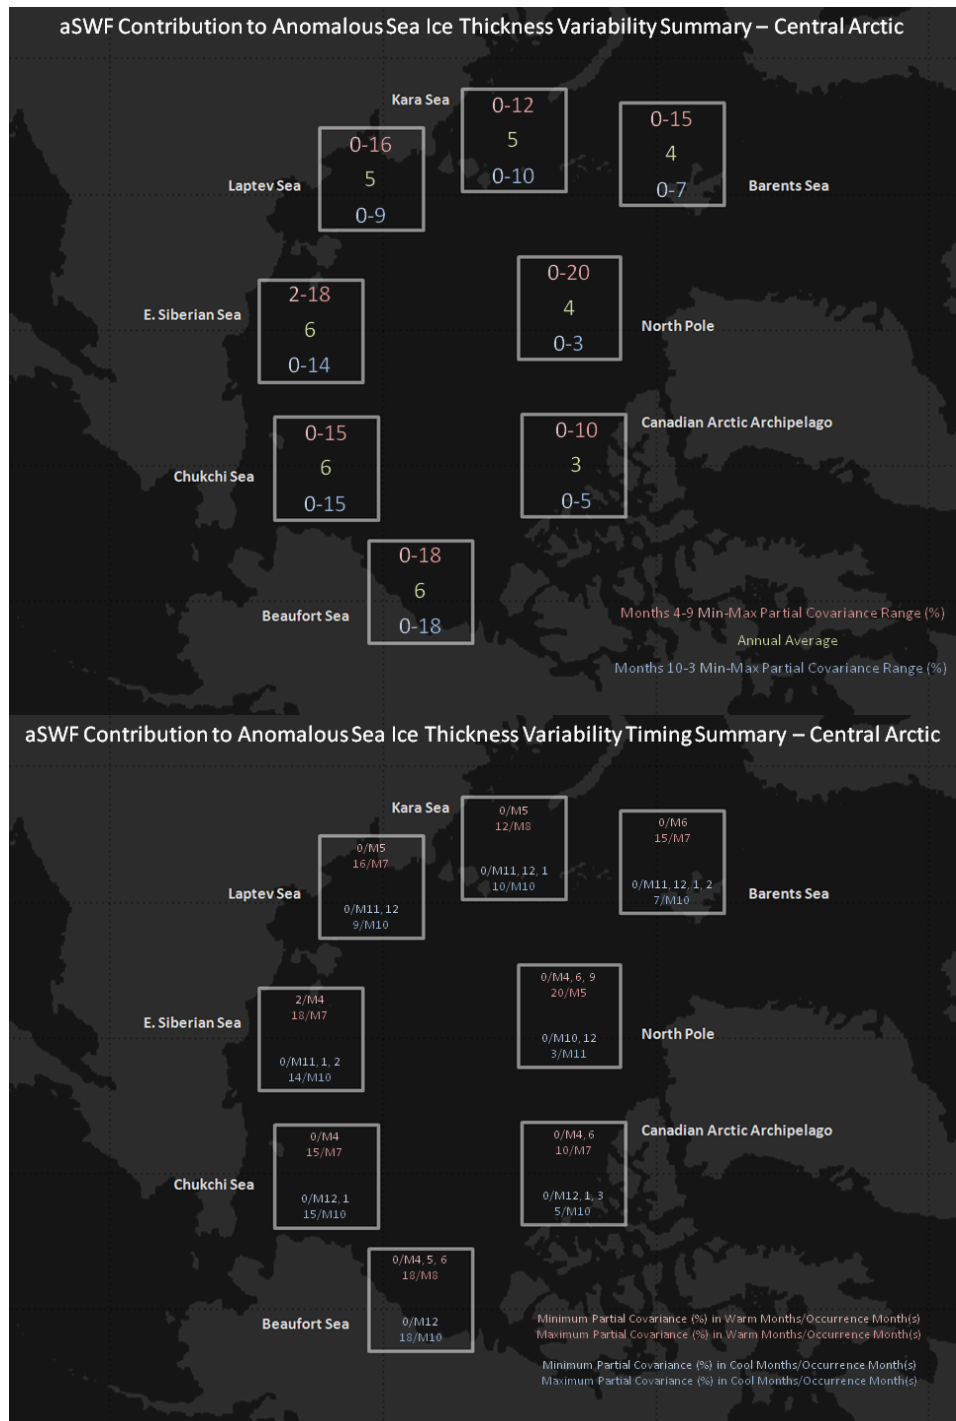 aSWF Contribution to Anomalous Sea Ice Thickness Variability Summary – Central Arctic
Kara Sea
0-12
5
0-10
0-15
4
0-7
Barents Sea
Laptev Sea
0-16
5
0-9
E. Siberian Sea
2-18
6
0-14
0-20
4
0-3
North Pole
Chukchi Sea
0-15
6
0-15
Canadian Arctic Archipelago
0-10
3
0-5
Beaufort Sea
0-18
6
0-18
Months 4-9 Min-Max Partial Covariance Range (%)
Annual Average
Months 10-3 Min-Max Partial Covariance Range (%)
aSWF Contribution to Anomalous Sea Ice Thickness Variability Timing Summary – Central Arctic
Kara Sea
0/M5
12/M8
0/M11, 12, 1
10/M10
0/M6
15/M7
0/M11, 12, 1, 2
7/M10
Barents Sea
Laptev Sea
0/M5
16/M7
0/M11, 12
9/M10
E. Siberian Sea
2/M4
18/M7
0/M11, 1, 2
14/M10
0/M4, 6, 9
20/M5
0/M10, 12
3/M11
North Pole
Chukchi Sea
0/M4
15/M7
0/M12, 1
15/M10
Canadian Arctic Archipelago
0/M4, 6
10/M7
0/M12, 1, 3
5/M10
Beaufort Sea
0/M4, 5, 6
18/M8
0/M12
18/M10
Minimum Partial Covariance (%) in Warm Months/Occurrence Month(s)
Maximum Partial Covariance (%) in Warm Months/Occurrence Month(s)
Minimum Partial Covariance (%) in Cool Months/Occurrence Month(s)
Maximum Partial Covariance (%) in Cool Months/Occurrence Month(s)